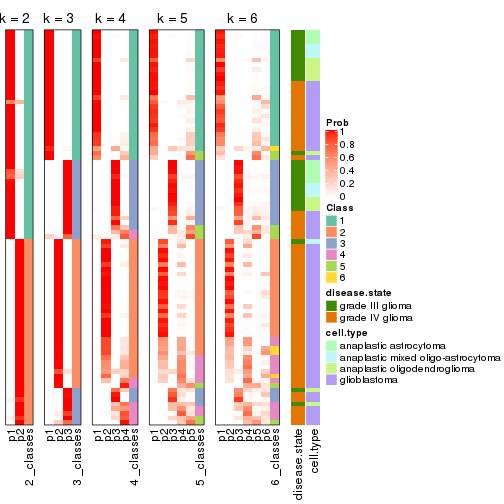 k = 2 k = 3 k = 4 k = 5 k = 6
Prob
1
0.8
0.6
0.4
0.2
0
Class
1
2
3
4
5
6
disease.state
grade III glioma
grade IV glioma
cell.type
anaplastic astrocytoma
anaplastic mixed oligo-astrocytoma
anaplastic oligodendroglioma
glioblastoma
p1 p2 2_classes p1 p2 p3 3_classes p1 p2 p3 p4 4_classes p1 p2 p3 p4 p5 5_classes p1 p2 p3 p4 p5 p6 6_classes disease.state cell.type